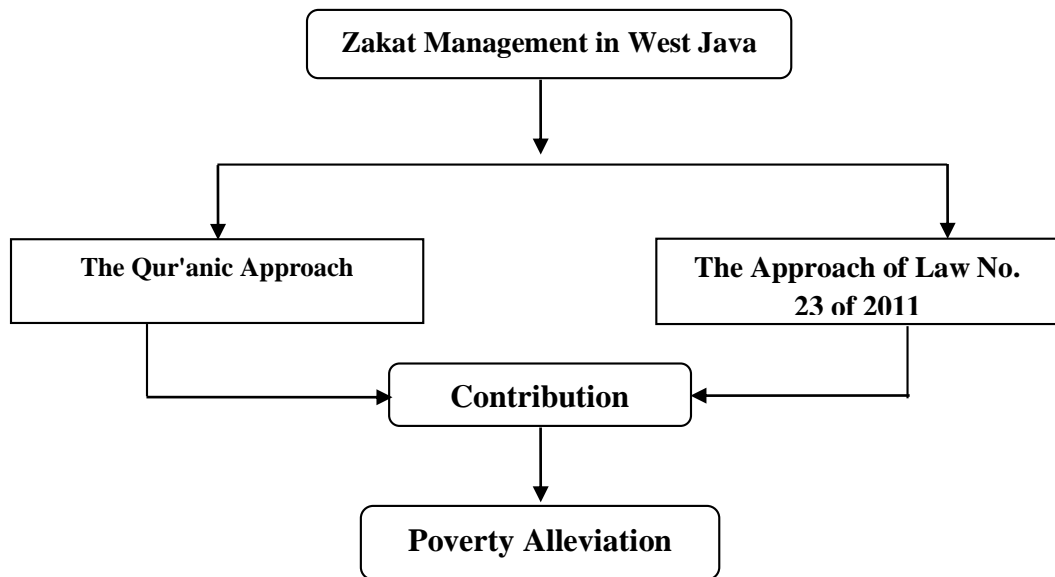 Zakat Management in West Java
The Qur'anic Approach
The Approach of Law No.
23 of 2011
Contribution
Poverty Alleviation